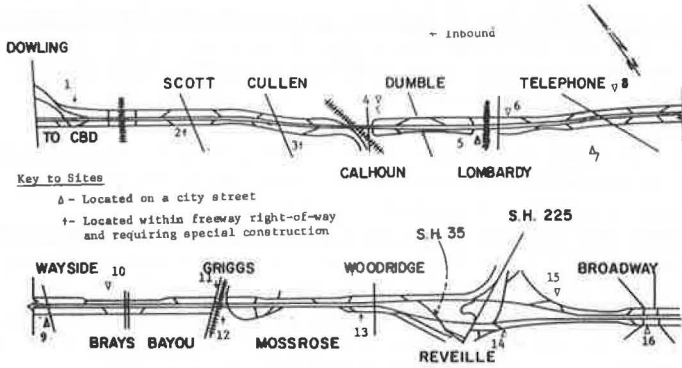 ← Inbound
DOWLING
1
SCOTT
CULLEN
4
DUMBLE
TELEPHONE
8
6
TO CBD
2↑
3↑
5
7
CALHOUN
LOMBARDY
Key to Sites
Δ - Located on a city street
↑- Located within freeway right-of-way
and requiring special construction
S.H. 225
S.H. 35
WAYSIDE
10
11
GRIGGS
WOODRIDGE
15
BROADWAY
9
12
13
14
16
BRAYS BAYOU
MOSSROSE
REVEILLE